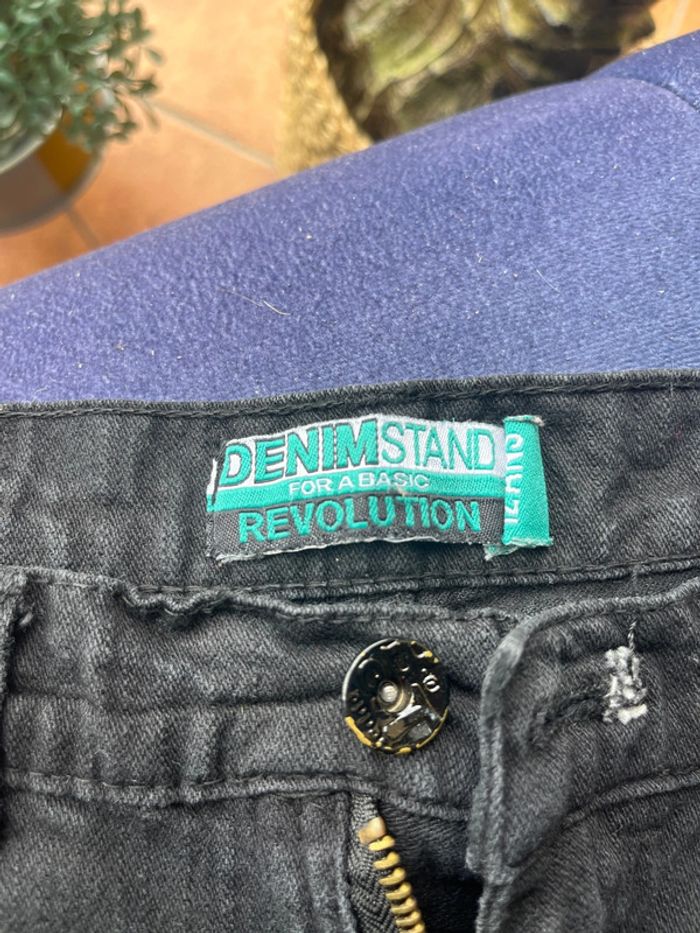 DENIMSTAND
FOR A BASIC
REVOLUTION